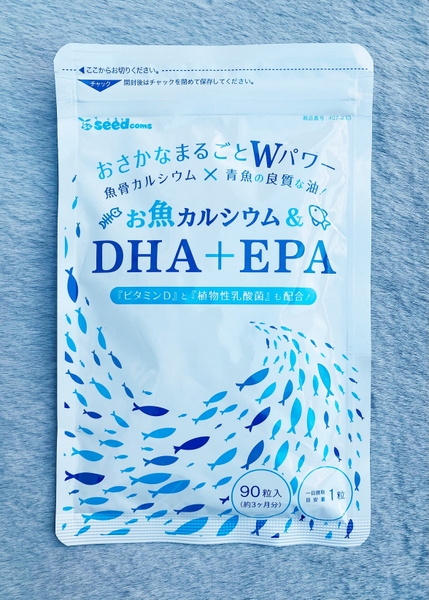 ここからお切りください。
チャック
開封後はチャックを閉めて保存してください。
seedcoms
おさかなまるごとWパワー
魚骨カルシウム×青魚の良質な油!
DHA
お魚カルシウム&
DHA+EPA
『ビタミンD』と『植物性乳酸菌』も配合!
90粒入
(約3ヶ月分)
一日摂取
目安量
1粒